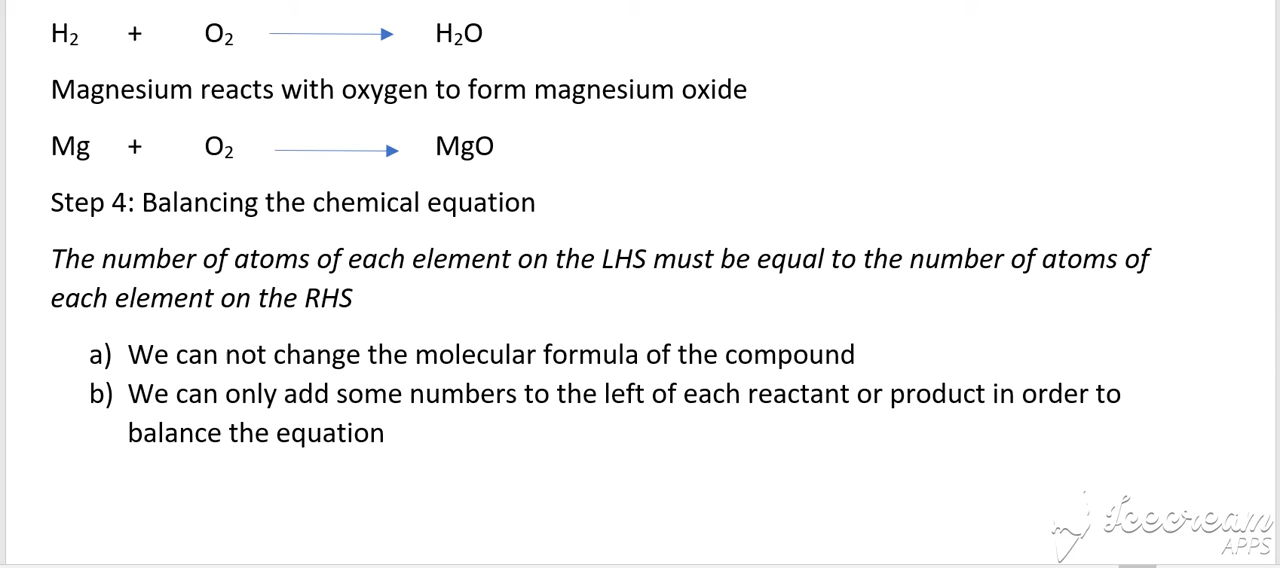 H₂ + O₂ H₂O
Magnesium reacts with oxygen to form magnesium oxide
Mg + O₂ MgO
Step 4: Balancing the chemical equation
The number of atoms of each element on the LHS must be equal to the number of atoms of
each element on the RHS
a) We can not change the molecular formula of the compound
b) We can only add some numbers to the left of each reactant or product in order to
balance the equation
Icecream
APPS